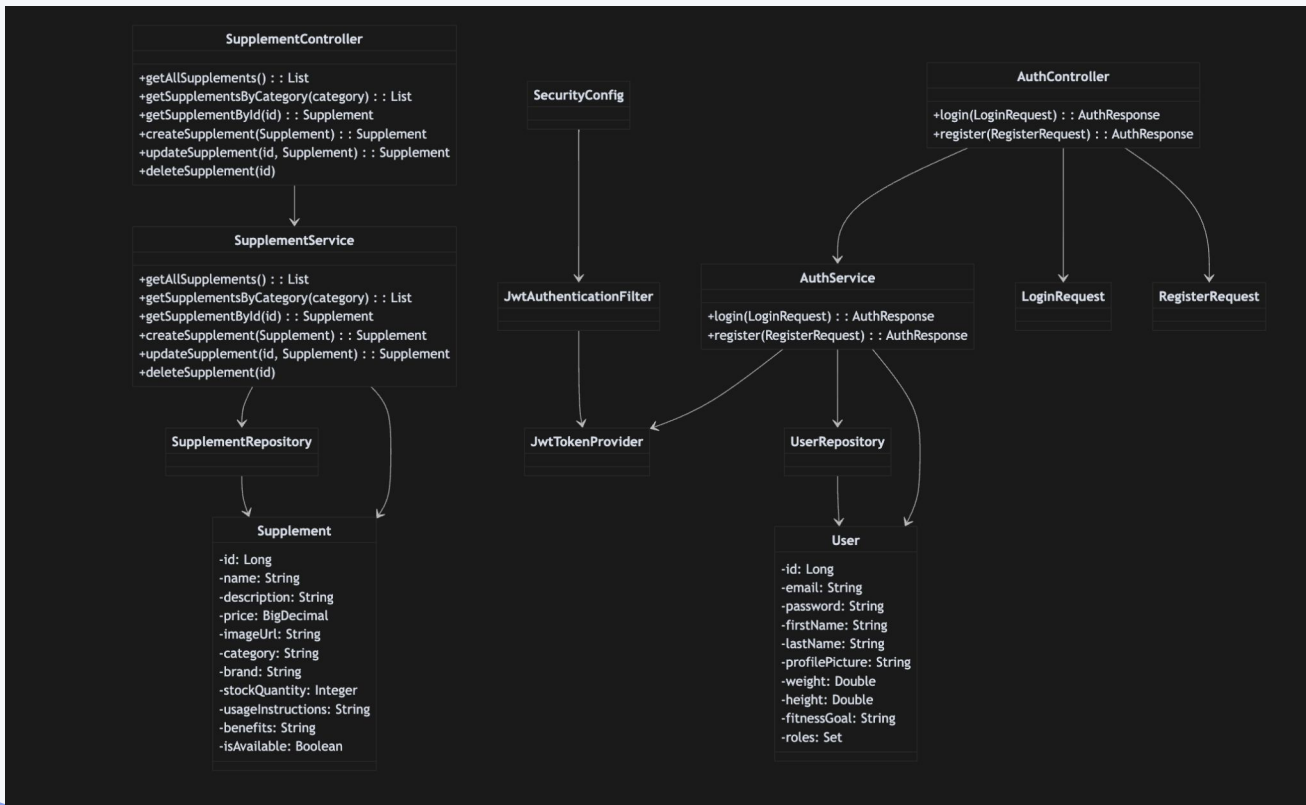 SupplementController
+getAllSupplements() : : List
+getSupplementsByCategory(category) : : List
+getSupplementById(id) : : Supplement
+createSupplement(Supplement) : : Supplement
+updateSupplement(id, Supplement) : : Supplement
+deleteSupplement(id)
SupplementService
+getAllSupplements() : : List
+getSupplementsByCategory(category) : : List
+getSupplementById(id) : : Supplement
+createSupplement(Supplement) : : Supplement
+updateSupplement(id, Supplement) : : Supplement
+deleteSupplement(id)
SupplementRepository
Supplement
-id: Long
-name: String
-description: String
-price: BigDecimal
-imageUrl: String
-category: String
-brand: String
-stockQuantity: Integer
-usageInstructions: String
-benefits: String
-isAvailable: Boolean
SecurityConfig
JwtAuthenticationFilter
JwtTokenProvider
AuthController
+login(LoginRequest) : : AuthResponse
+register(RegisterRequest) : : AuthResponse
AuthService
+login(LoginRequest) : : AuthResponse
+register(RegisterRequest) : : AuthResponse
LoginRequest
RegisterRequest
UserRepository
User
-id: Long
-email: String
-password: String
-firstName: String
-lastName: String
-profilePicture: String
-weight: Double
-height: Double
-fitnessGoal: String
-roles: Set